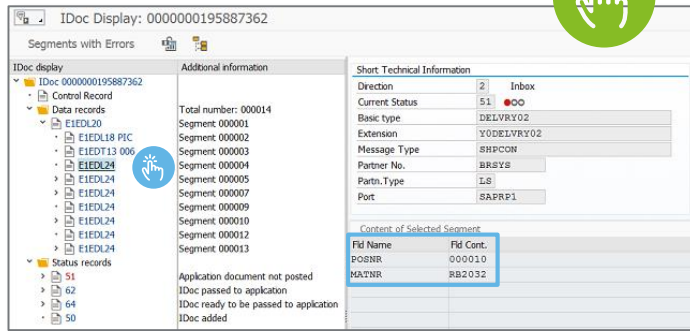 IDoc Display: 0000000195887362
Segments with Errors
IDoc display Additional information
IDoc 0000000195887362
Control Record
Data records Total number: 000014
E1EDL20 Segment 000001
E1EDL18 PIC Segment 000002
E1EDT13 006 Segment 000003
E1EDL24 Segment 000004
E1EDL24 Segment 000005
E1EDL24 Segment 000007
E1EDL24 Segment 000009
E1EDL24 Segment 000010
E1EDL24 Segment 000012
E1EDL24 Segment 000013
Status records
51 Application document not posted
62 IDoc passed to application
64 IDoc ready to be passed to application
50 IDoc added
Short Technical Information
Direction 2 Inbox
Current Status 51
Basic type DELVRY02
Extension Y0DELVRY02
Message Type SHPCON
Partner No. BRSYS
Partn.Type LS
Port SAPRP1
Content of Selected Segment
Fld Name Fld Cont.
POSNR 000010
MATNR RB2032